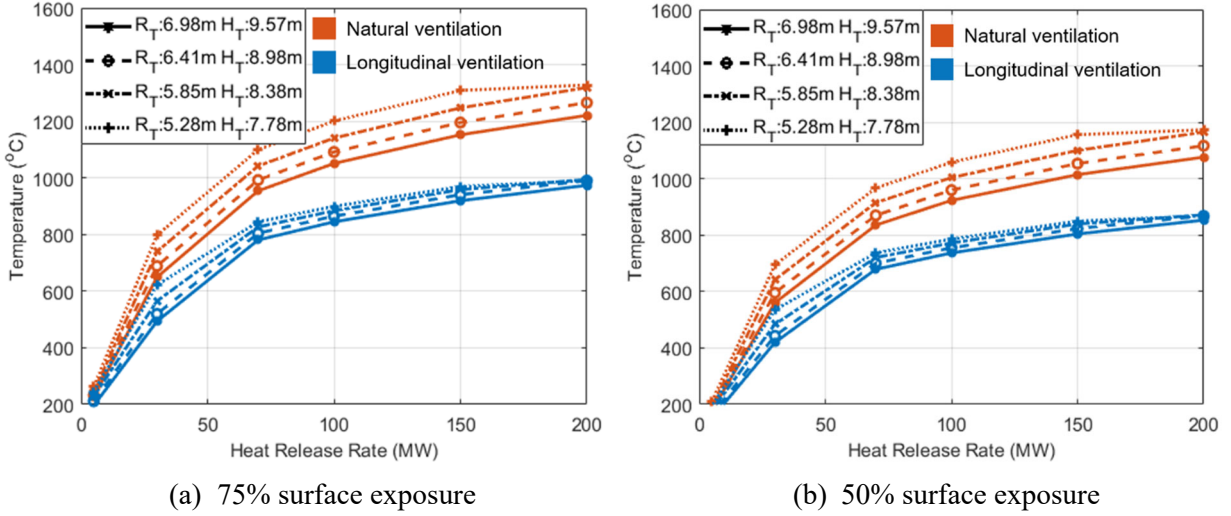 1600
1400
1200
1000
800
600
400
200
Temperature (°C)
R_T:6.98m H_T:9.57m
R_T:6.41m H_T:8.98m
R_T:5.85m H_T:8.38m
R_T:5.28m H_T:7.78m
Natural ventilation
Longitudinal ventilation
0 50 100 150 200
Heat Release Rate (MW)
(a) 75% surface exposure
1600
1400
1200
1000
800
600
400
200
Temperature (°C)
R_T:6.98m H_T:9.57m
R_T:6.41m H_T:8.98m
R_T:5.85m H_T:8.38m
R_T:5.28m H_T:7.78m
Natural ventilation
Longitudinal ventilation
0 50 100 150 200
Heat Release Rate (MW)
(b) 50% surface exposure